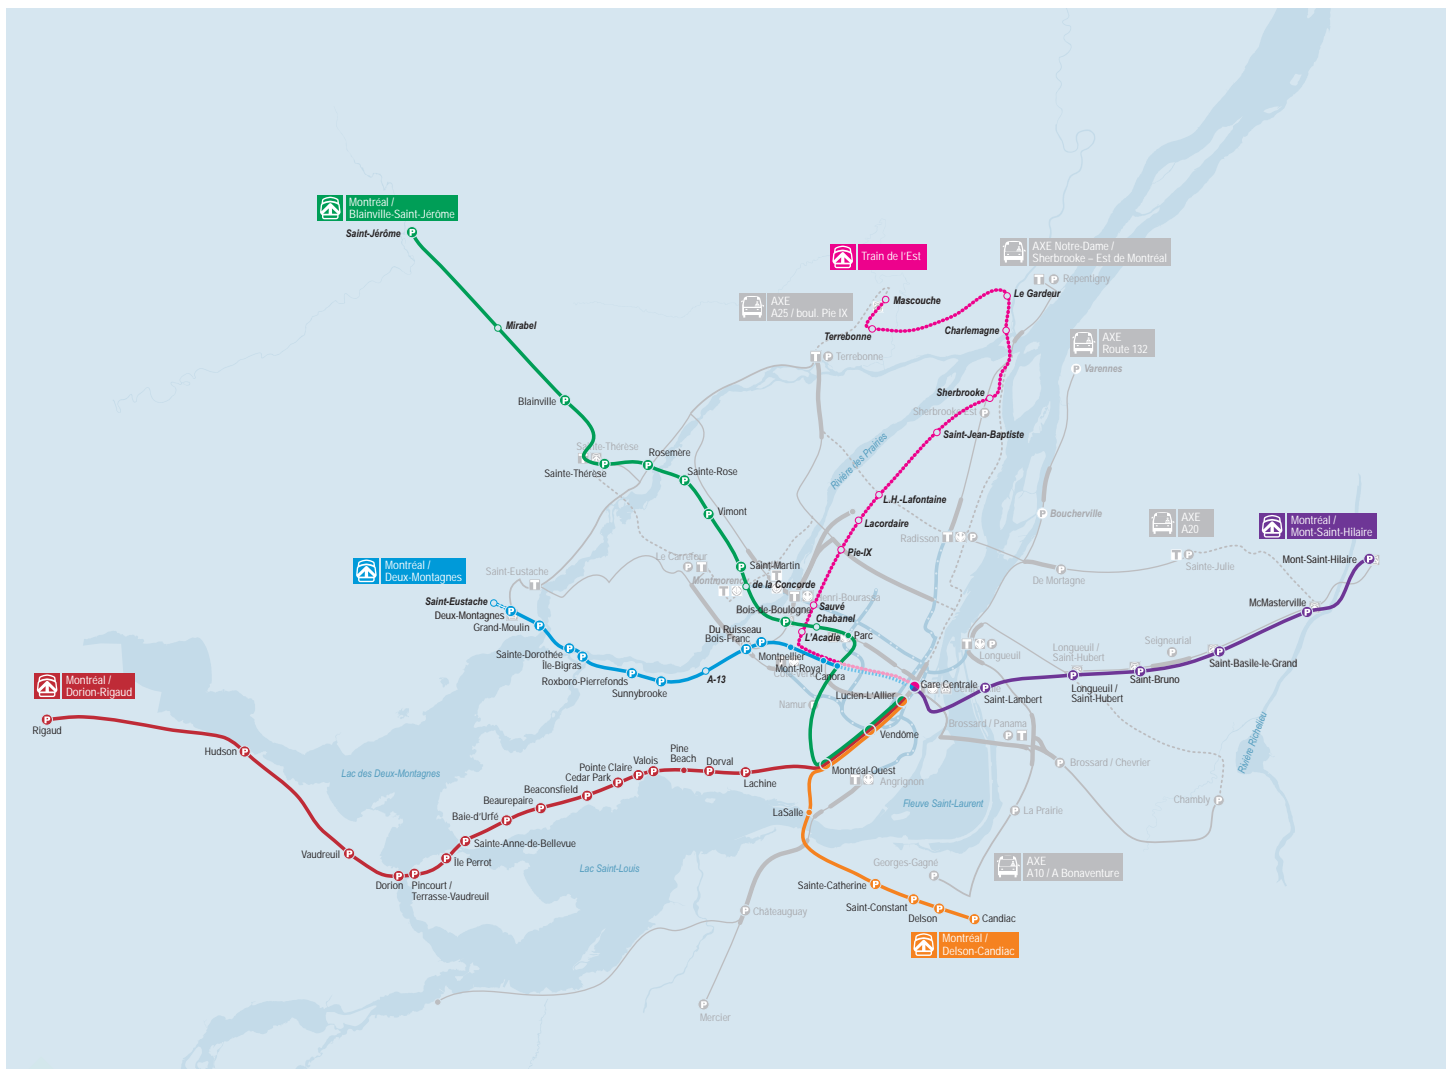 Montréal /
Blainville-Saint-Jérôme
Saint-Jérôme
Mirabel
Blainville
Sainte-Thérèse
Sainte-Thérèse
Rosemère
Sainte-Rose
Vimont
Saint-Martin
de la Concorde
Bois-de-Boulogne
Chabanel
Parc
Train de l'Est
Mascouche
Terrebonne
Le Gardeur
Charlemagne
Sherbrooke
Saint-Jean-Baptiste
L.H.-Lafontaine
Lacordaire
Pie-IX
Sauvé
L'Acadie
AXE Notre-Dame /
Sherbrooke – Est de Montréal
T P Repentigny
AXE
A25 / boul. Pie IX
T P Terrebonne
AXE
Route 132
P Varennes
Sherbrooke Est P
Rivière des Prairies
P Boucherville
AXE
A20
Radisson T P
De Mortagne
T P
Sainte-Julie
Montréal /
Mont-Saint-Hilaire
Mont-Saint-Hilaire
McMasterville
Saint-Basile-le-Grand
Seigneurial
Saint-Bruno
Longueuil /
Saint-Hubert
Longueuil /
Saint-Hubert
Longueuil
Saint-Lambert
Gare Centrale
Montréal /
Deux-Montagnes
Saint-Eustache
Saint-Eustache
Deux-Montagnes
Grand-Moulin
Sainte-Dorothée
Île-Bigras
Roxboro-Pierrefonds
Sunnybrooke
A-13
Du Ruisseau
Bois-Franc
Montpellier
Mont-Royal
Canora
Le Carrefour
P T
Henri-Bourassa
Namur
Lucien-L'Allier
Vendôme
Montréal-Ouest
Angrignon
LaSalle
Montréal /
Dorion-Rigaud
Rigaud
Hudson
Vaudreuil
Dorion
Pincourt /
Terrasse-Vaudreuil
Île Perrot
Sainte-Anne-de-Bellevue
Baie-d'Urfé
Beaurepaire
Beaconsfield
Cedar Park
Pointe Claire
Valois
Pine
Beach
Dorval
Lachine
Lac des Deux-Montagnes
Lac Saint-Louis
Fleuve Saint-Laurent
Rivière Richelieu
Brossard / Panama
P T
Brossard / Chevrier
Chambly
La Prairie
Georges-Gagné
AXE
A10 / A Bonaventure
Sainte-Catherine
Saint-Constant
Delson
Candiac
Montréal /
Delson-Candiac
Châteauguay
Mercier